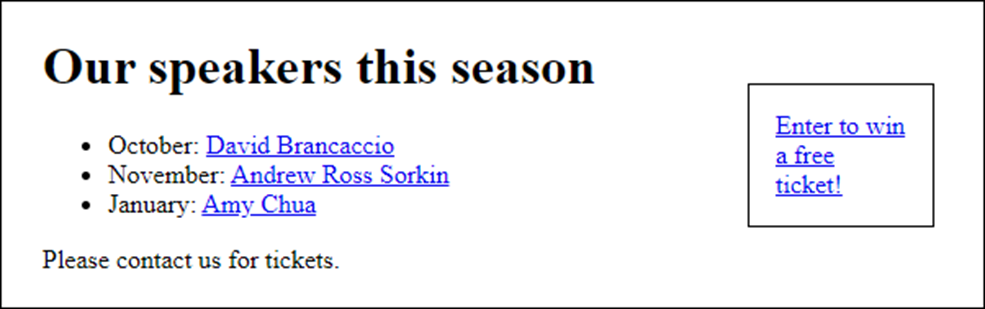 Our speakers this season
• October: David Brancaccio
• November: Andrew Ross Sorkin
• January: Amy Chua
Please contact us for tickets.
Enter to win
a free
ticket!